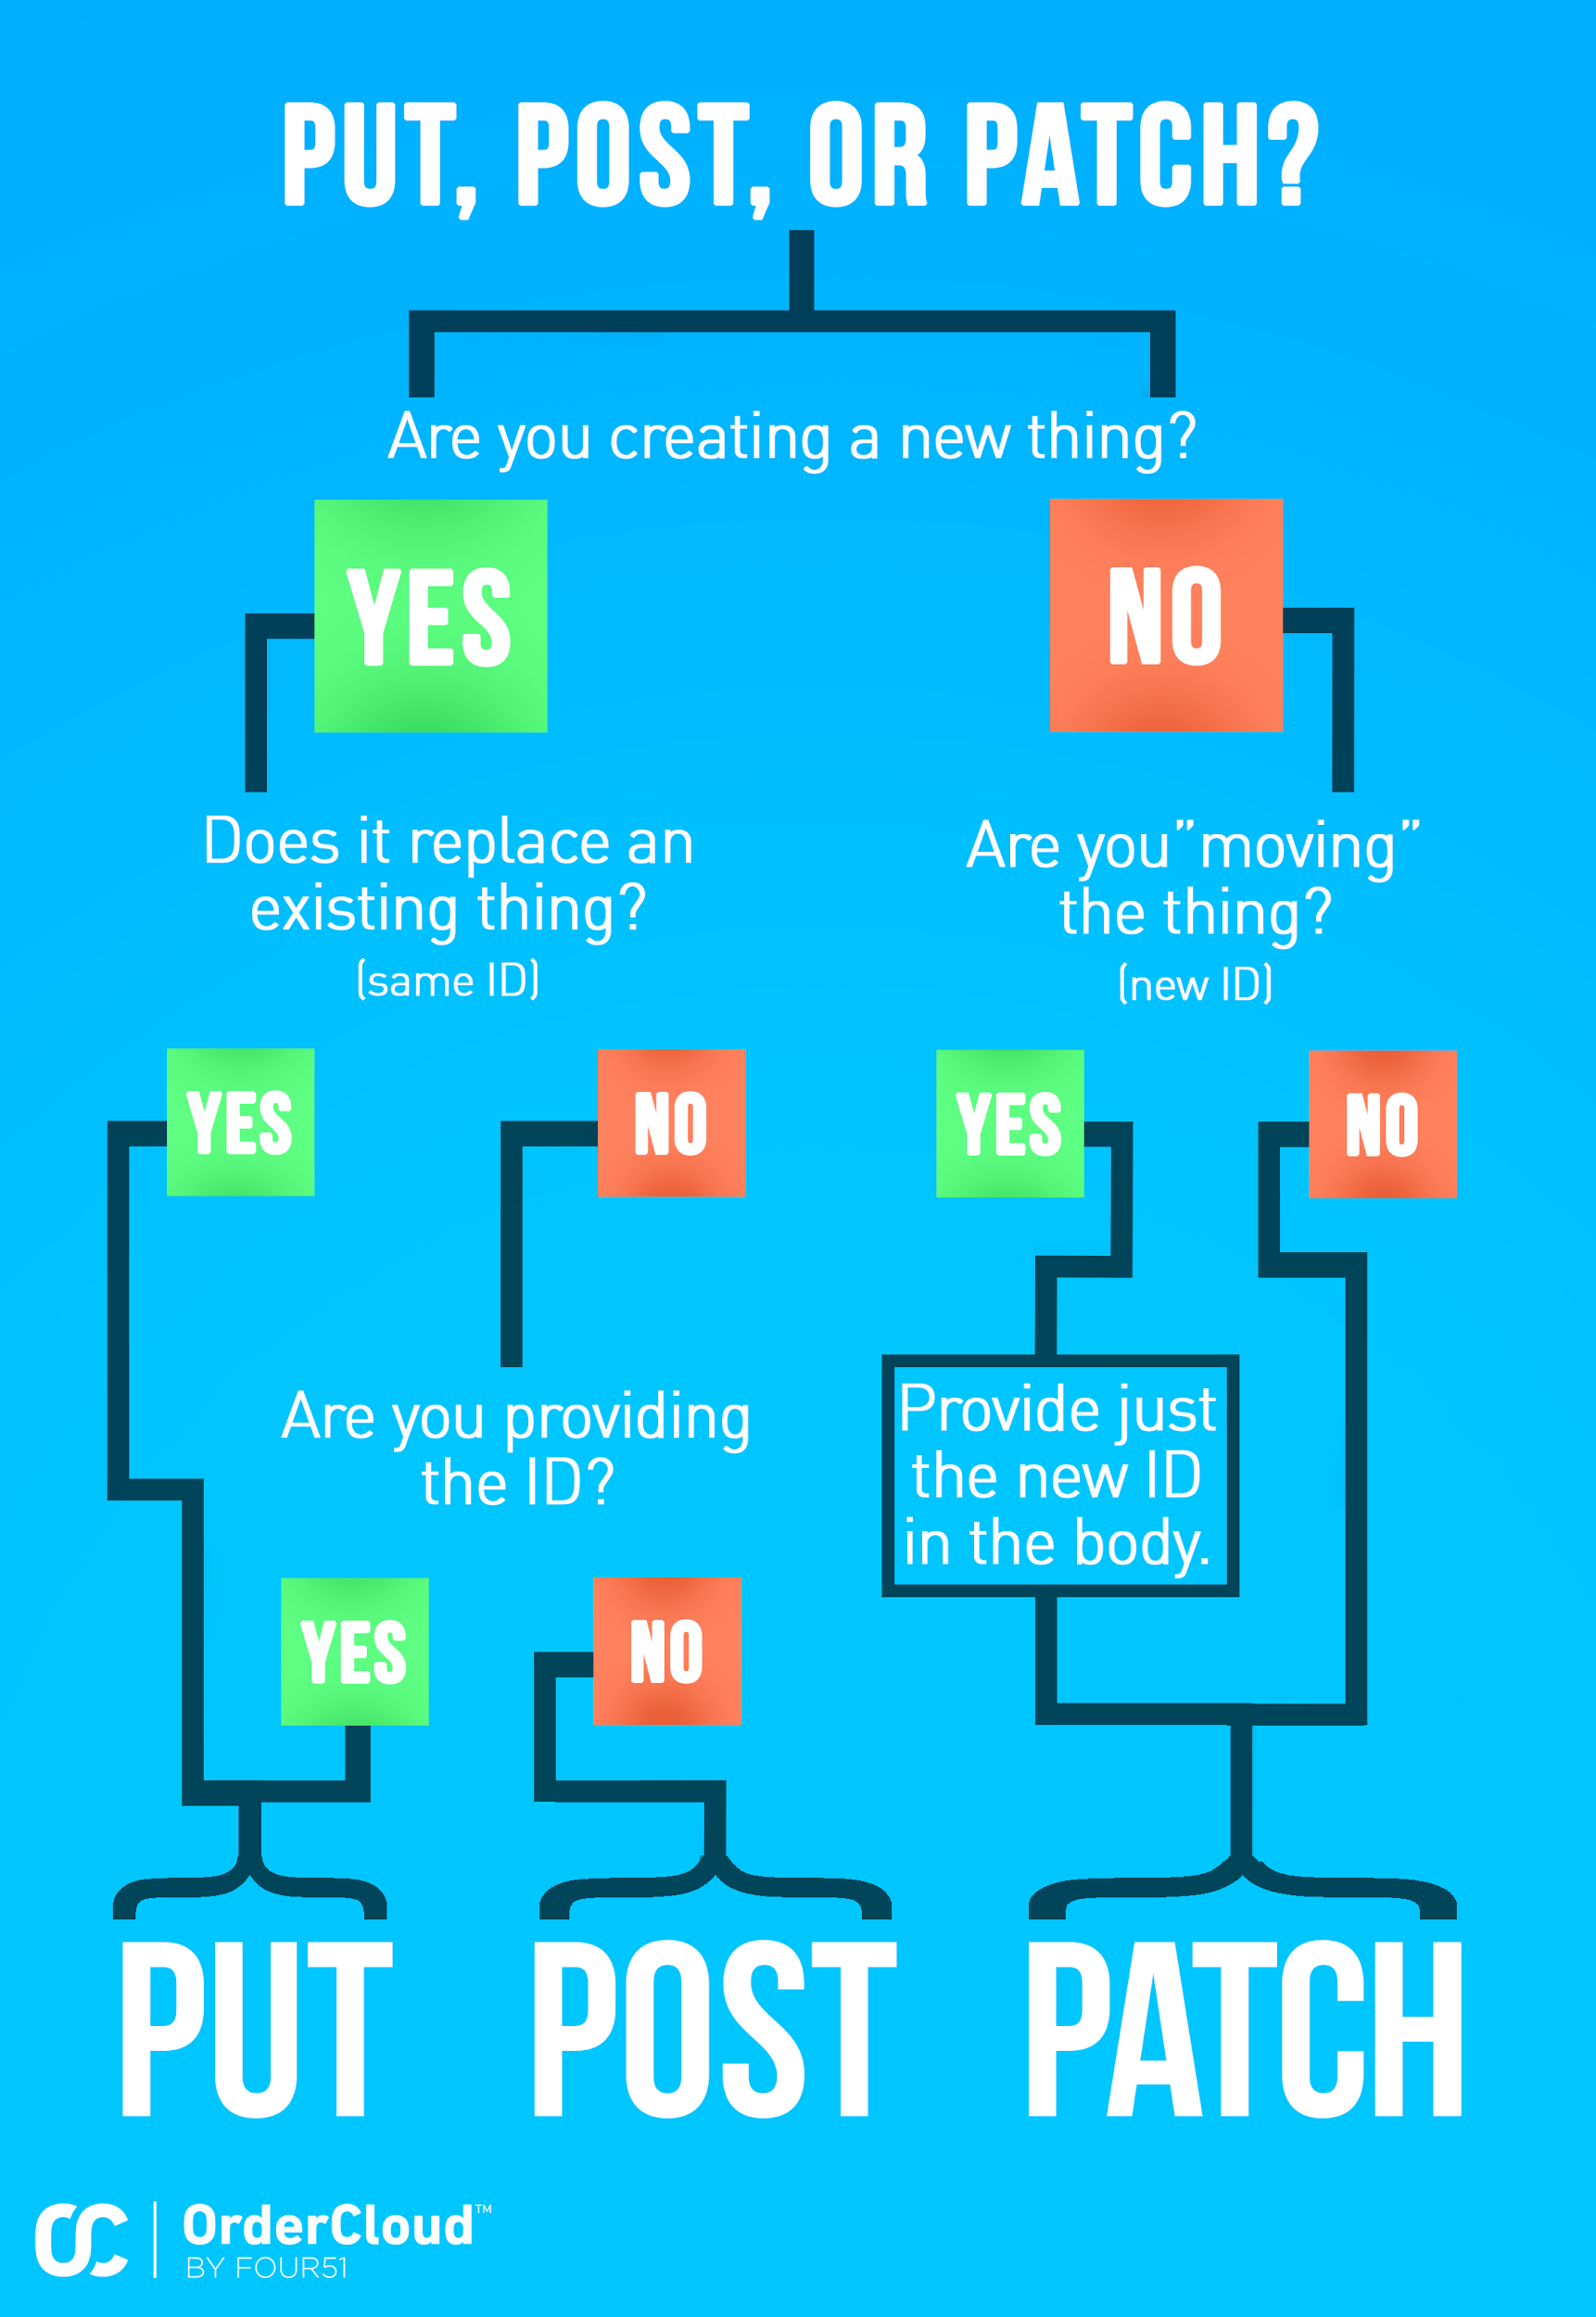 PUT, POST, OR PATCH?
Are you creating a new thing?
YES
NO
Does it replace an
existing thing?
(same ID)
Are you”moving”
the thing?
(new ID)
YES
NO
YES
NO
Are you providing
the ID?
Provide just
the new ID
in the body.
YES
NO
PUT
POST
PATCH
OC
OrderCloud™
BY FOUR51